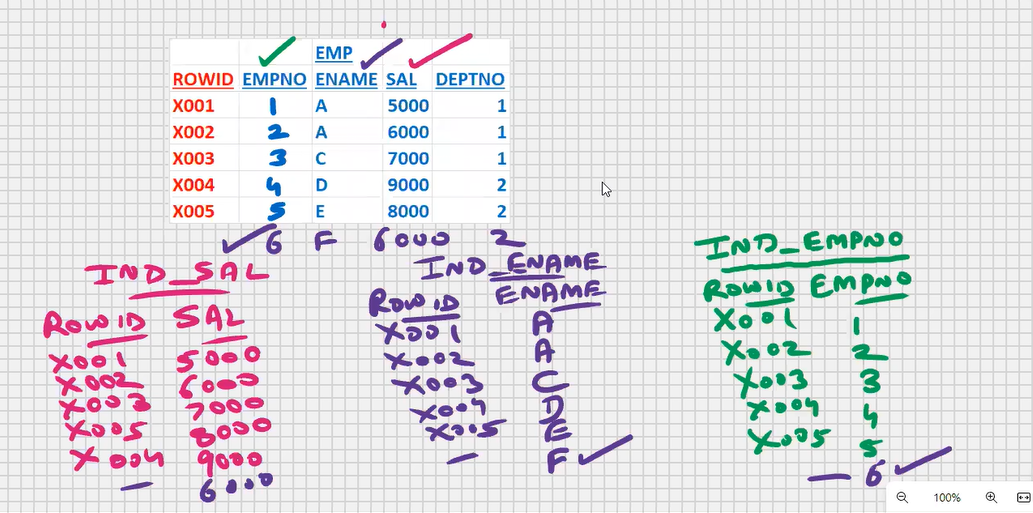 EMP
ROWID EMPNO ENAME SAL DEPTNO
X001 1 A 5000 1
X002 2 A 6000 1
X003 3 C 7000 1
X004 4 D 9000 2
X005 5 E 8000 2
6 F 6000 2
IND_SAL
ROWID SAL
X001 5000
X002 6000
X003 7000
X005 8000
X004 9000
— 6000
IND_ENAME
ROWID ENAME
X001 A
X002 A
X003 C
X004 D
X005 E
— F
IND_EMPNO
ROWID EMPNO
X001 1
X002 2
X003 3
X004 4
X005 5
— 6
100%